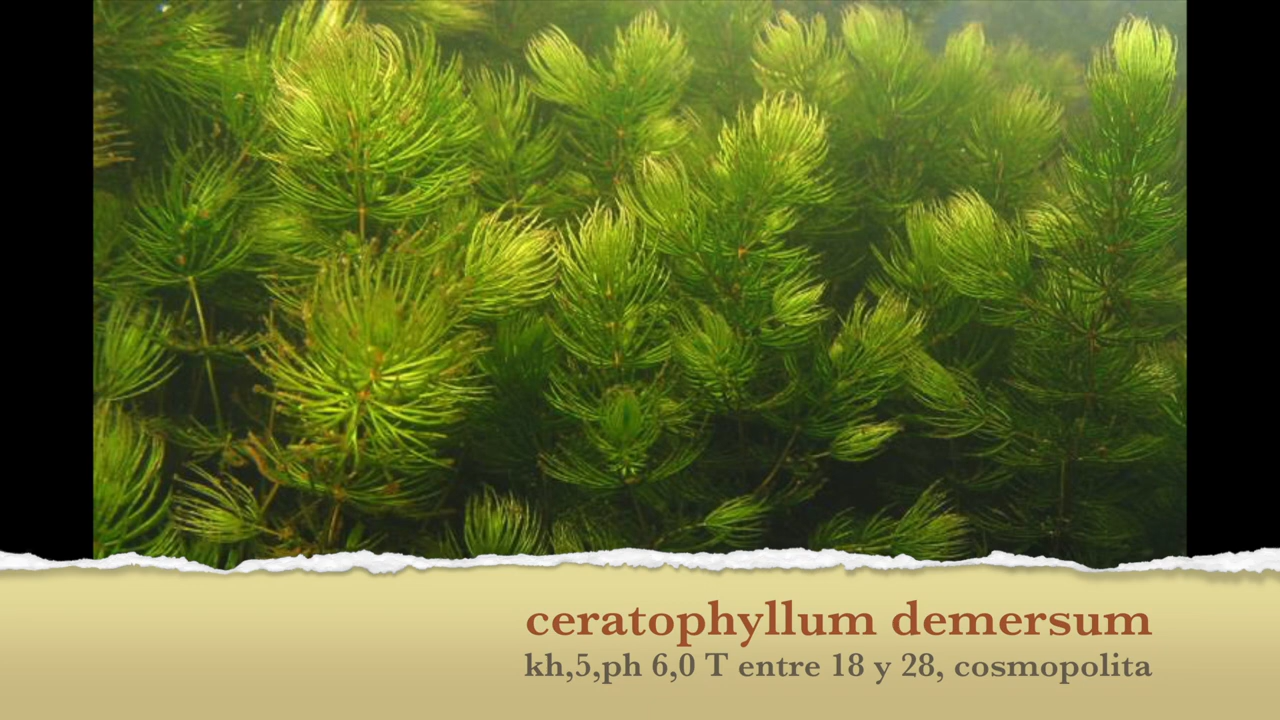 ceratophyllum demersum
kh,5,ph 6,0 T entre 18 y 28, cosmopolita